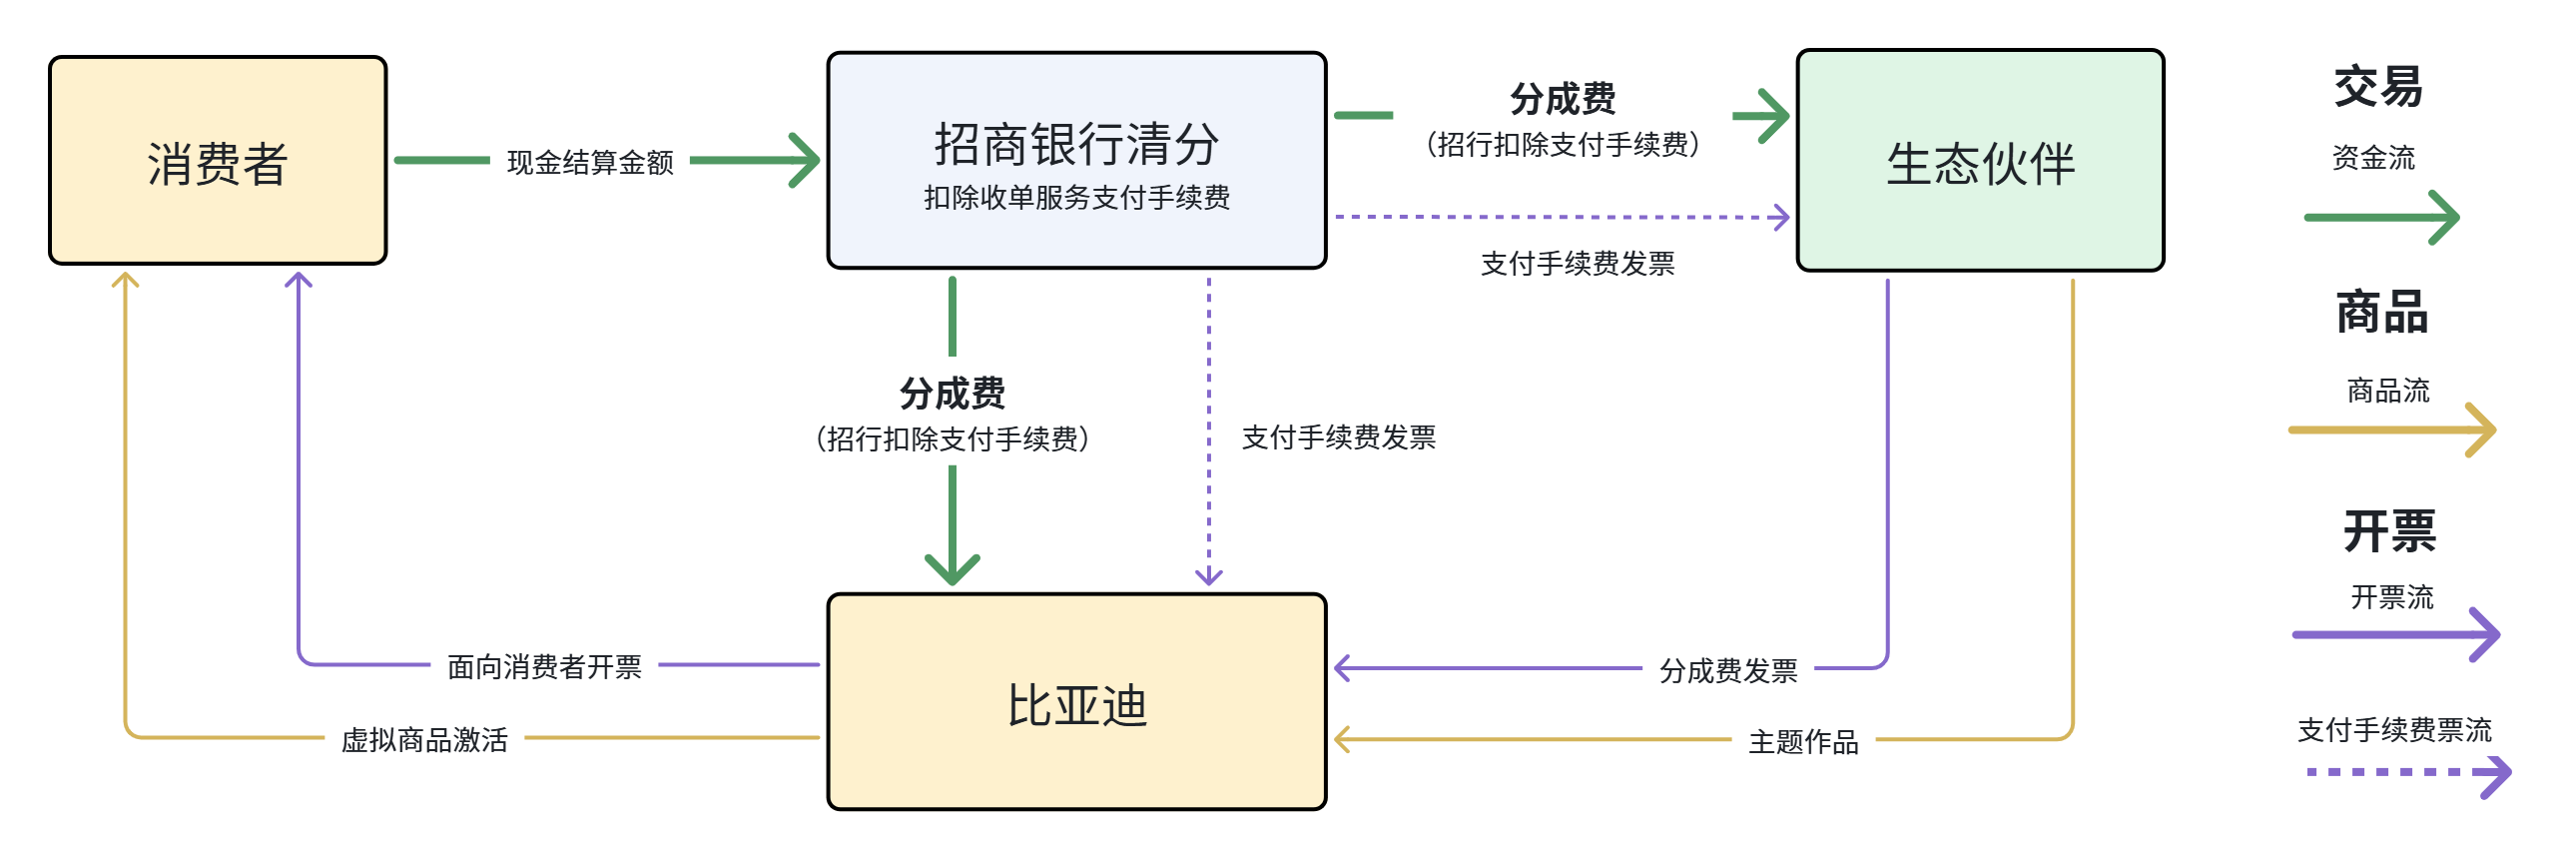 消费者
现金结算金额
招商银行清分
扣除收单服务支付手续费
分成费
（招行扣除支付手续费）
支付手续费发票
生态伙伴
分成费
（招行扣除支付手续费）
支付手续费发票
面向消费者开票
虚拟商品激活
比亚迪
分成费发票
主题作品
交易
资金流
商品
商品流
开票
开票流
支付手续费票流